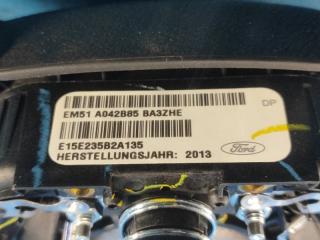 EM51 A042B85 BA3ZHE
DP
E15E235B2A135
HERSTELLUNGSJAHR: 2013
Ford